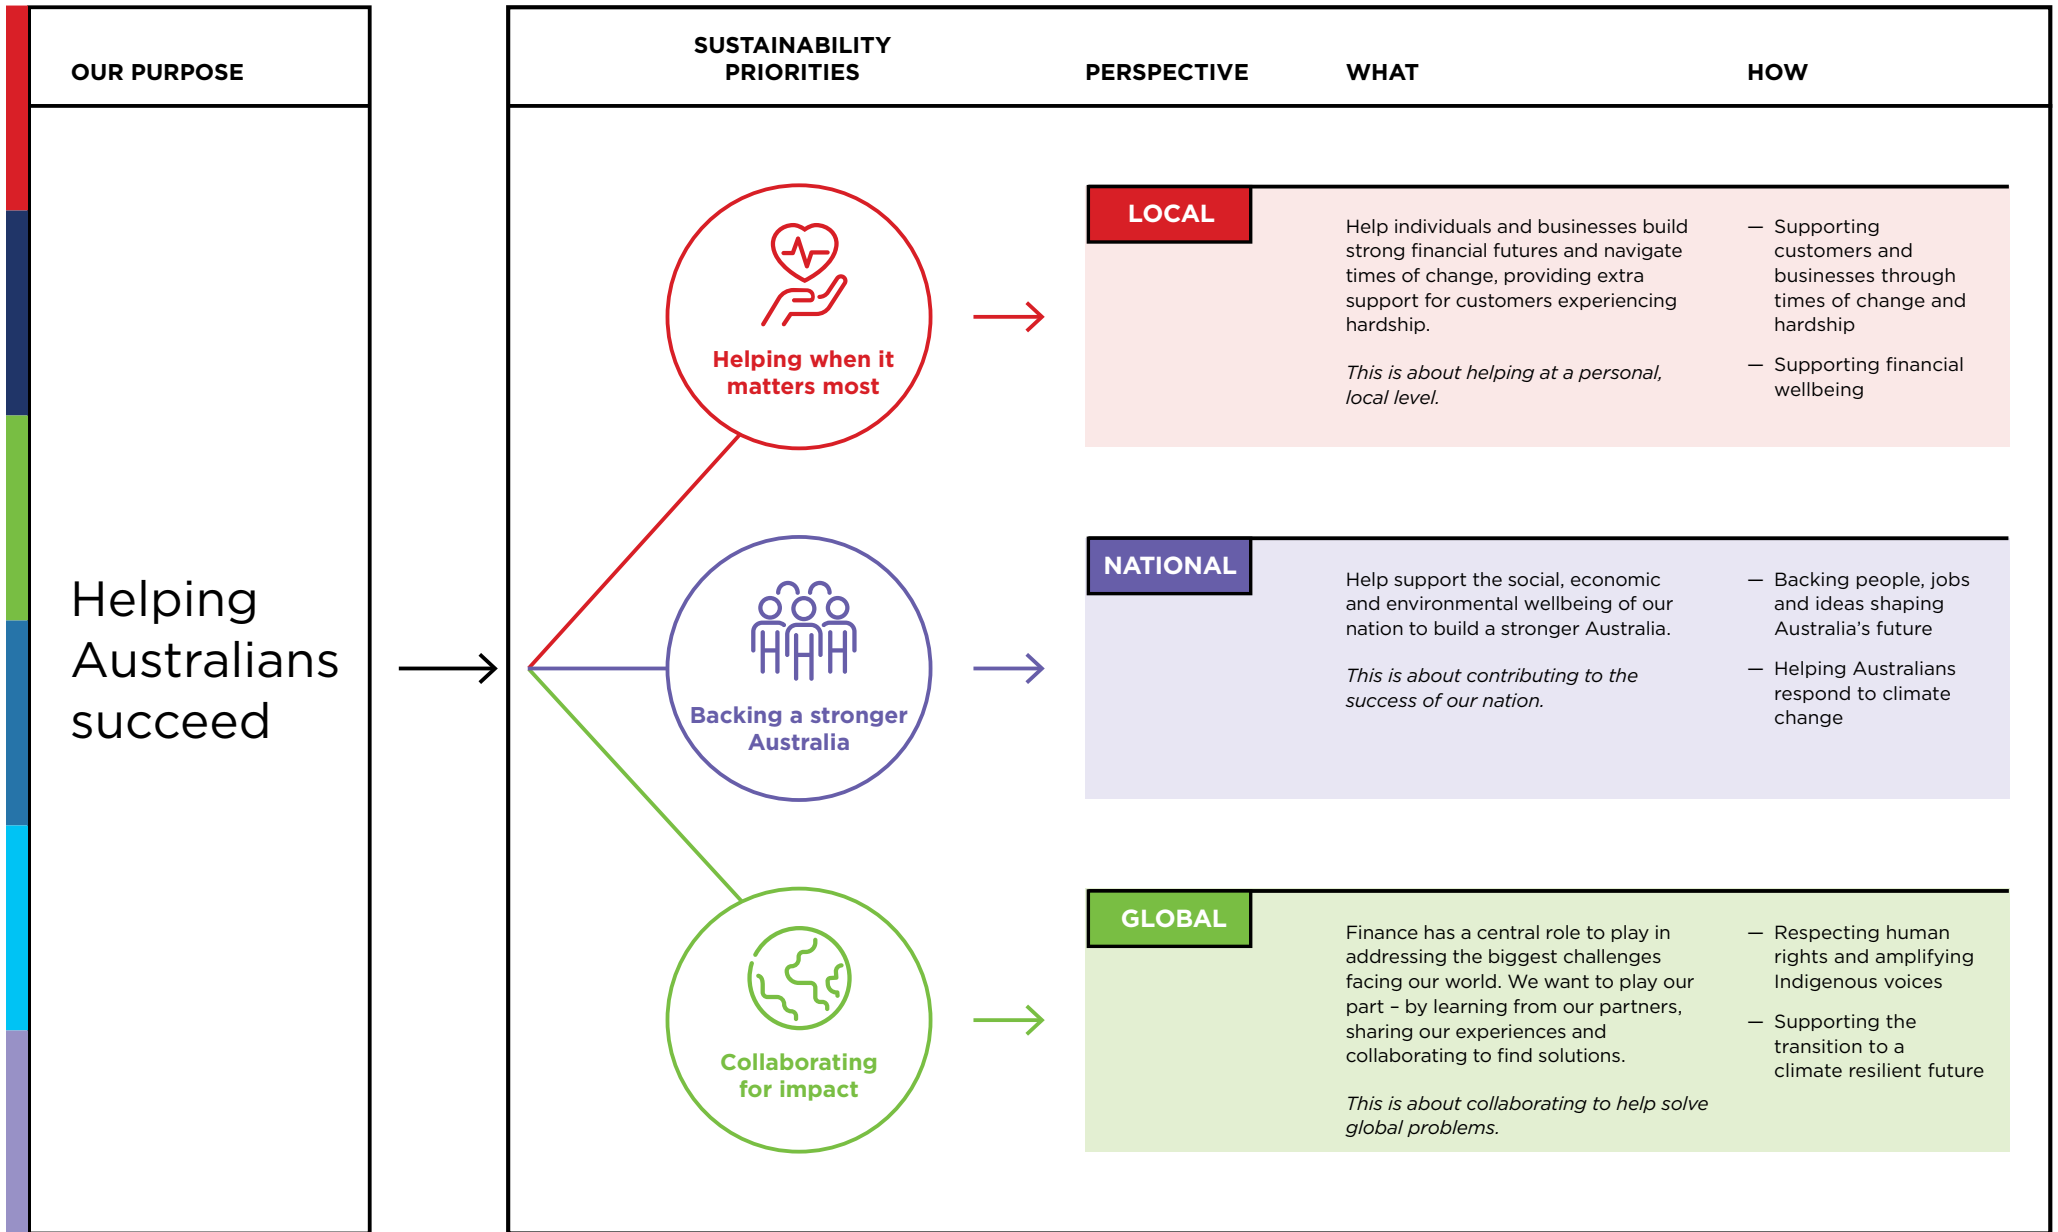 OUR PURPOSE
Helping
Australians
succeed
SUSTAINABILITY
PRIORITIES
PERSPECTIVE
WHAT
HOW
Helping when it
matters most
LOCAL
Help individuals and businesses build
strong financial futures and navigate
times of change, providing extra
support for customers experiencing
hardship.
This is about helping at a personal,
local level.
— Supporting
customers and
businesses through
times of change and
hardship
— Supporting financial
wellbeing
Backing a stronger
Australia
NATIONAL
Help support the social, economic
and environmental wellbeing of our
nation to build a stronger Australia.
This is about contributing to the
success of our nation.
— Backing people, jobs
and ideas shaping
Australia’s future
— Helping Australians
respond to climate
change
Collaborating
for impact
GLOBAL
Finance has a central role to play in
addressing the biggest challenges
facing our world. We want to play our
part – by learning from our partners,
sharing our experiences and
collaborating to find solutions.
This is about collaborating to help solve
global problems.
— Respecting human
rights and amplifying
Indigenous voices
— Supporting the
transition to a
climate resilient future